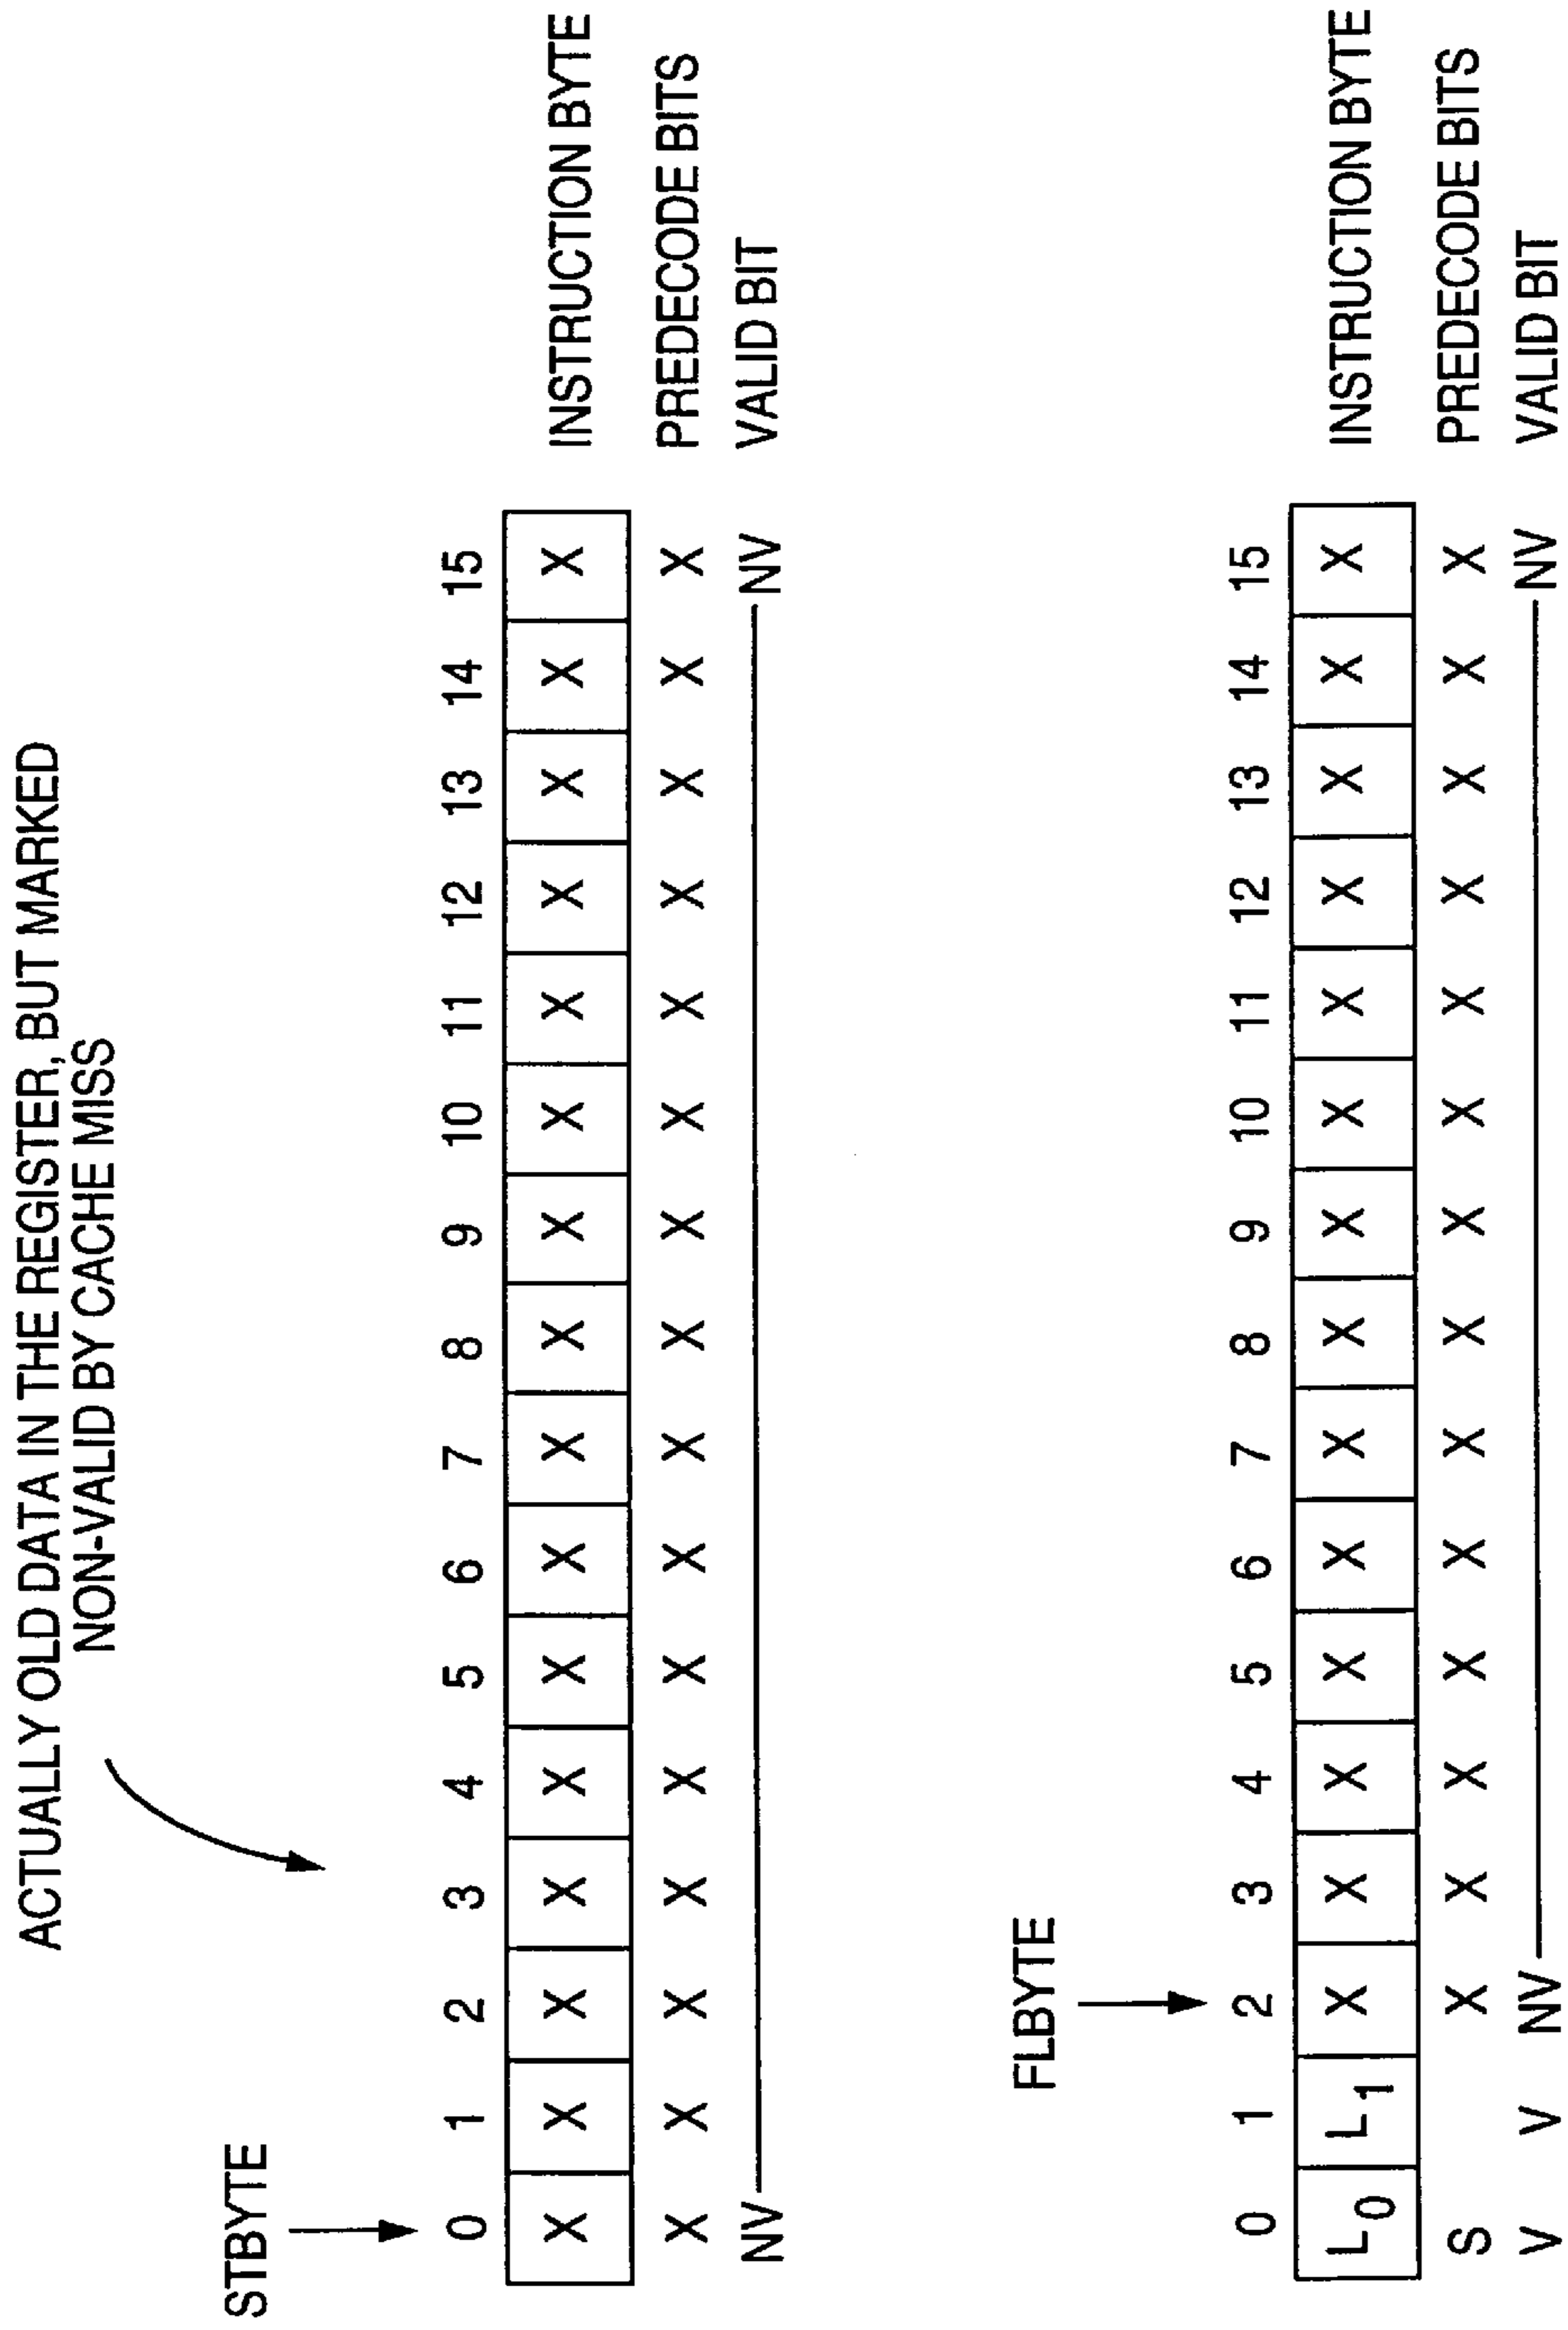 ACTUALLY OLD DATA IN THE REGISTER, BUT MARKED
NON-VALID BY CACHE MISS
STBYTE
0 1 2 3 4 5 6 7 8 9 10 11 12 13 14 15
X X X X X X X X X X X X X X X X INSTRUCTION BYTE
X X X X X X X X X X X X X X X X PREDECODE BITS
NV NV VALID BIT
FLBYTE
0 1 2 3 4 5 6 7 8 9 10 11 12 13 14 15
L0 L1 X X X X X X X X X X X X X X INSTRUCTION BYTE
S X X X X X X X X X X X X X X PREDECODE BITS
V V NV NV VALID BIT